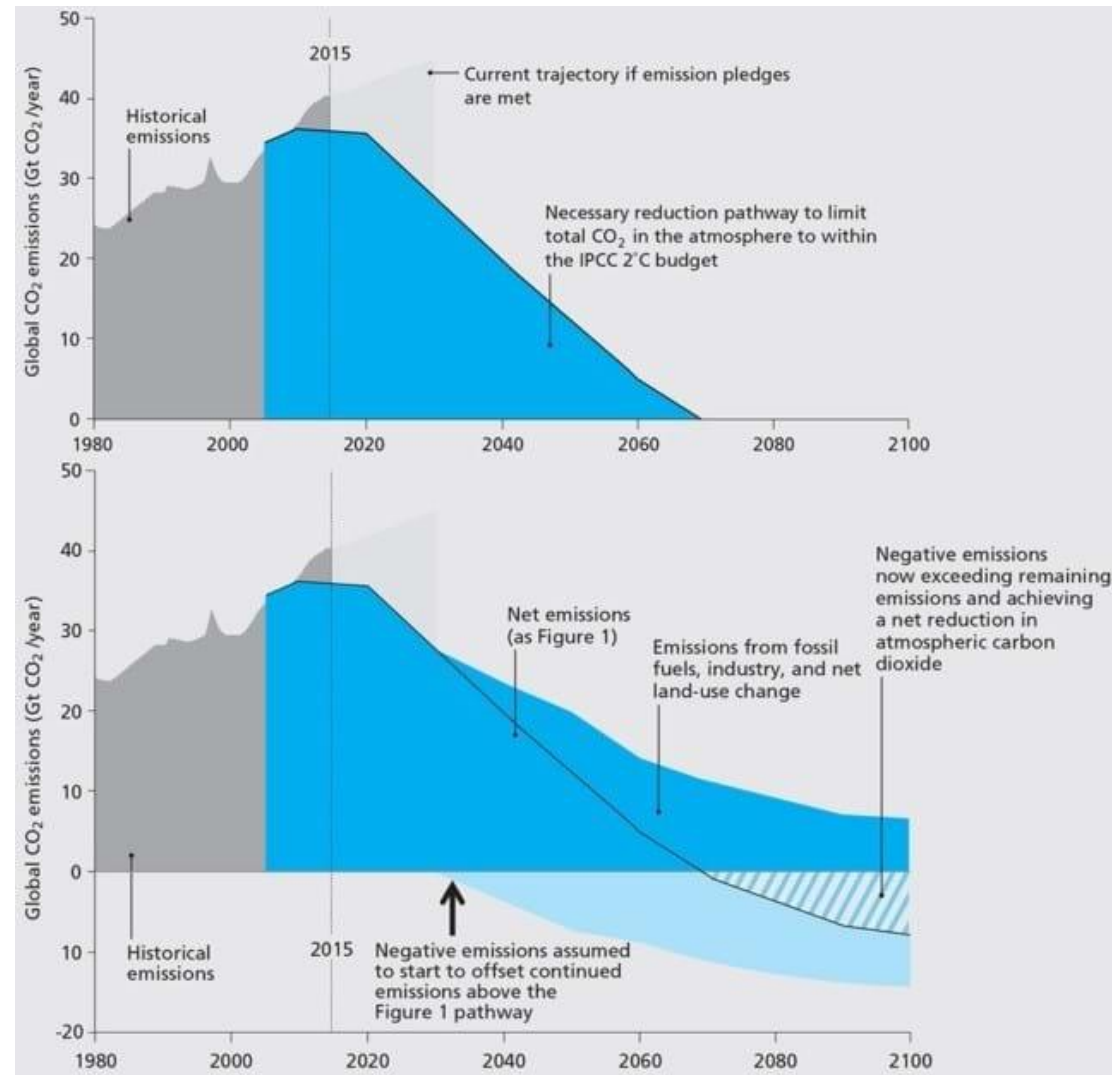 50
40
30
20
10
0
Global CO₂ emissions (Gt CO₂ /year)
2015
Historical
emissions
Current trajectory if emission pledges
are met
Necessary reduction pathway to limit
total CO₂ in the atmosphere to within
the IPCC 2˚C budget
1980 2000 2020 2040 2060 2080 2100
50
40
30
20
10
0
10
-20
Global CO₂ emissions (Gt CO₂ /year)
Net emissions
(as Figure 1)
Emissions from fossil
fuels, industry, and net
land-use change
Negative emissions
now exceeding remaining
emissions and achieving
a net reduction in
atmospheric carbon
dioxide
Historical
emissions
2015
Negative emissions assumed
to start to offset continued
emissions above the
Figure 1 pathway
1980 2000 2020 2040 2060 2080 2100